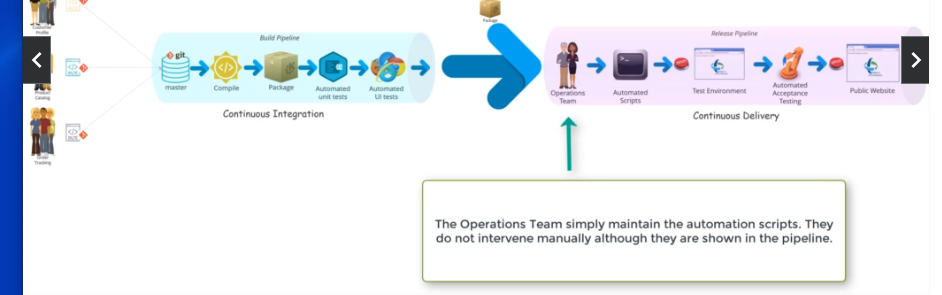 Customer
Profile
Package
Build Pipeline
Release Pipeline
git
master
Compile
Package
Automated
unit tests
Automated
UI tests
Operations
Team
Automated
Scripts
Test Environment
Automated
Acceptance
Testing
Public Website
Product
Catalog
Continuous Integration
Continuous Delivery
Order
Tracking
The Operations Team simply maintain the automation scripts. They
do not intervene manually although they are shown in the pipeline.